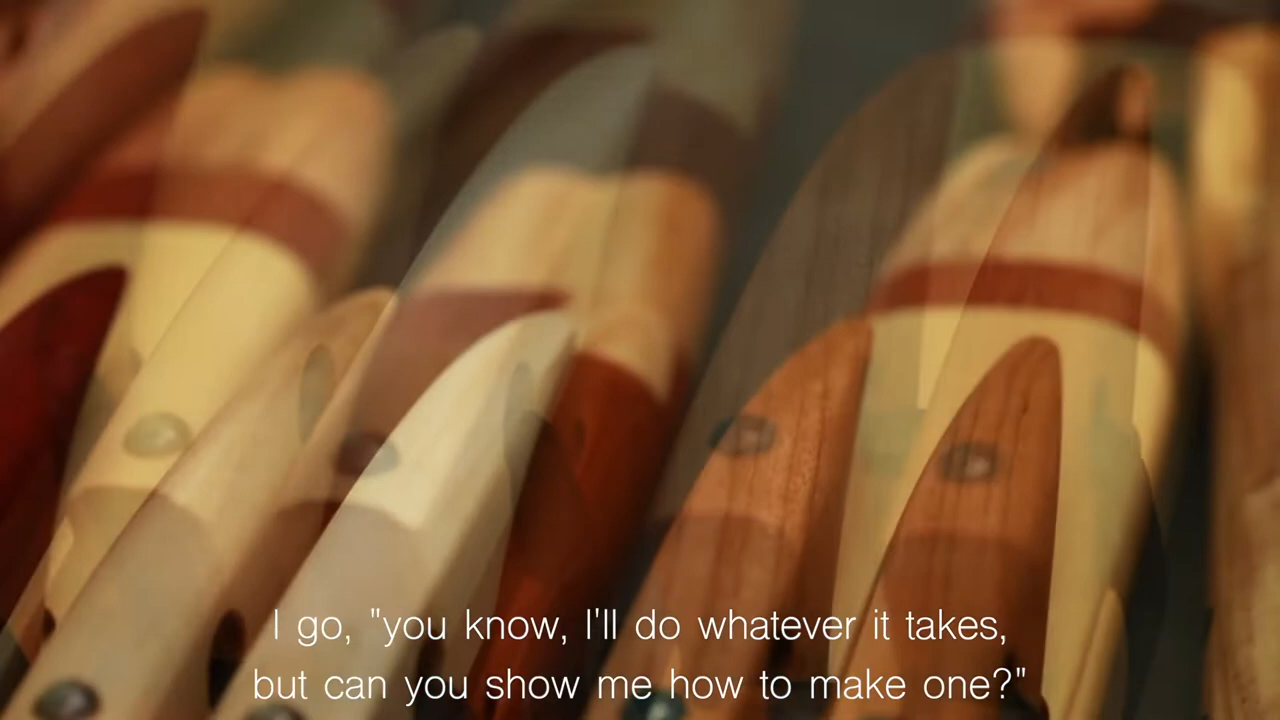 I go, "you know, I'll do whatever it takes,
but can you show me how to make one?"